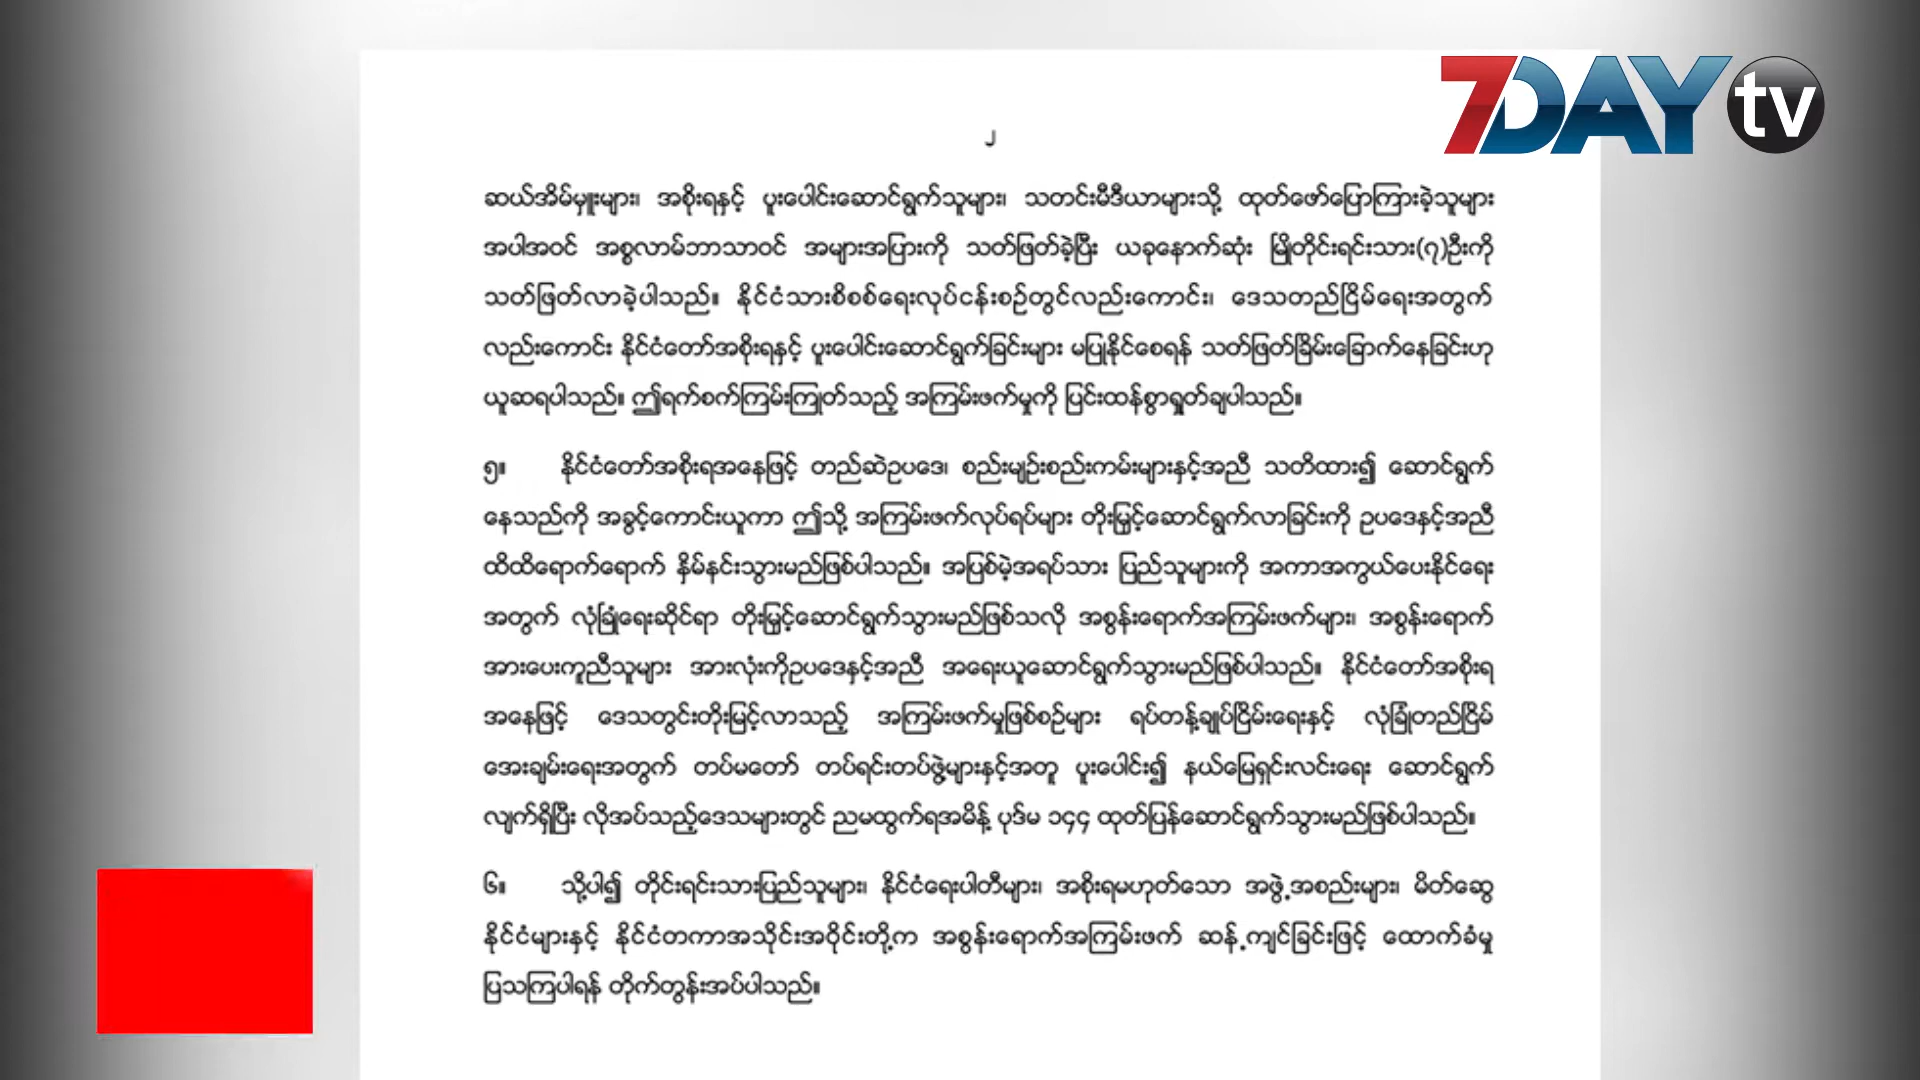 7DAY tv
၂
ဆယ်အိမ်မှူးများ၊ အစိုးရနှင့် ပူးပေါင်းဆောင်ရွက်သူများ၊ သတင်းမီဒီယာများသို့ ထုတ်ဖော်ပြောကြားခဲ့သူများ
အပါအဝင် အစ္စလာမ်ဘာသာဝင် အများအပြားကို သတ်ဖြတ်ခဲ့ပြီး ယခုနောက်ဆုံး မြိုတိုင်းရင်းသား(၇)ဦးကို
သတ်ဖြတ်လာခဲ့ပါသည်။ နိုင်ငံသားစိစစ်ရေးလုပ်ငန်းစဉ်တွင်လည်းကောင်း၊ ဒေသတည်ငြိမ်ရေးအတွက်
လည်းကောင်း နိုင်ငံတော်အစိုးရနှင့် ပူးပေါင်းဆောင်ရွက်ခြင်းများ မပြုနိုင်စေရန် သတ်ဖြတ်ခြိမ်းခြောက်နေခြင်းဟု
ယူဆရပါသည်။ ဤရက်စက်ကြမ်းကြုတ်သည့် အကြမ်းဖက်မှုကို ပြင်းထန်စွာရှုတ်ချပါသည်။
၅။ နိုင်ငံတော်အစိုးရအနေဖြင့် တည်ဆဲဥပဒေ၊ စည်းမျဉ်းစည်းကမ်းများနှင့်အညီ သတိထား၍ ဆောင်ရွက်
နေသည်ကို အခွင့်ကောင်းယူကာ ဤသို့ အကြမ်းဖက်လုပ်ရပ်များ တိုးမြှင့်ဆောင်ရွက်လာခြင်းကို ဥပဒေနှင့်အညီ
ထိထိရောက်ရောက် နှိမ်နင်းသွားမည်ဖြစ်ပါသည်။ အပြစ်မဲ့အရပ်သား ပြည်သူများကို အကာအကွယ်ပေးနိုင်ရေး
အတွက် လုံခြုံရေးဆိုင်ရာ တိုးမြှင့်ဆောင်ရွက်သွားမည်ဖြစ်သလို အစွန်းရောက်အကြမ်းဖက်များ၊ အစွန်းရောက်
အားပေးကူညီသူများ အားလုံးကိုဥပဒေနှင့်အညီ အရေးယူဆောင်ရွက်သွားမည်ဖြစ်ပါသည်။ နိုင်ငံတော်အစိုးရ
အနေဖြင့် ဒေသတွင်းတိုးမြင့်လာသည့် အကြမ်းဖက်မှုဖြစ်စဉ်များ ရပ်တန့်ချုပ်ငြိမ်းရေးနှင့် လုံခြုံတည်ငြိမ်
အေးချမ်းရေးအတွက် တပ်မတော် တပ်ရင်းတပ်ဖွဲ့များနှင့်အတူ ပူးပေါင်း၍ နယ်မြေရှင်းလင်းရေး ဆောင်ရွက်
လျက်ရှိပြီး လိုအပ်သည့်ဒေသများတွင် ညမထွက်ရအမိန့် ပုဒ်မ ၁၄၄ ထုတ်ပြန်ဆောင်ရွက်သွားမည်ဖြစ်ပါသည်။
၆။ သို့ပါ၍ တိုင်းရင်းသားပြည်သူများ၊ နိုင်ငံရေးပါတီများ၊ အစိုးရမဟုတ်သော အဖွဲ့အစည်းများ၊ မိတ်ဆွေ
နိုင်ငံများနှင့် နိုင်ငံတကာအသိုင်းအဝိုင်းတို့က အစွန်းရောက်အကြမ်းဖက် ဆန့်ကျင်ခြင်းဖြင့် ထောက်ခံမှု
ပြသကြပါရန် တိုက်တွန်းအပ်ပါသည်။